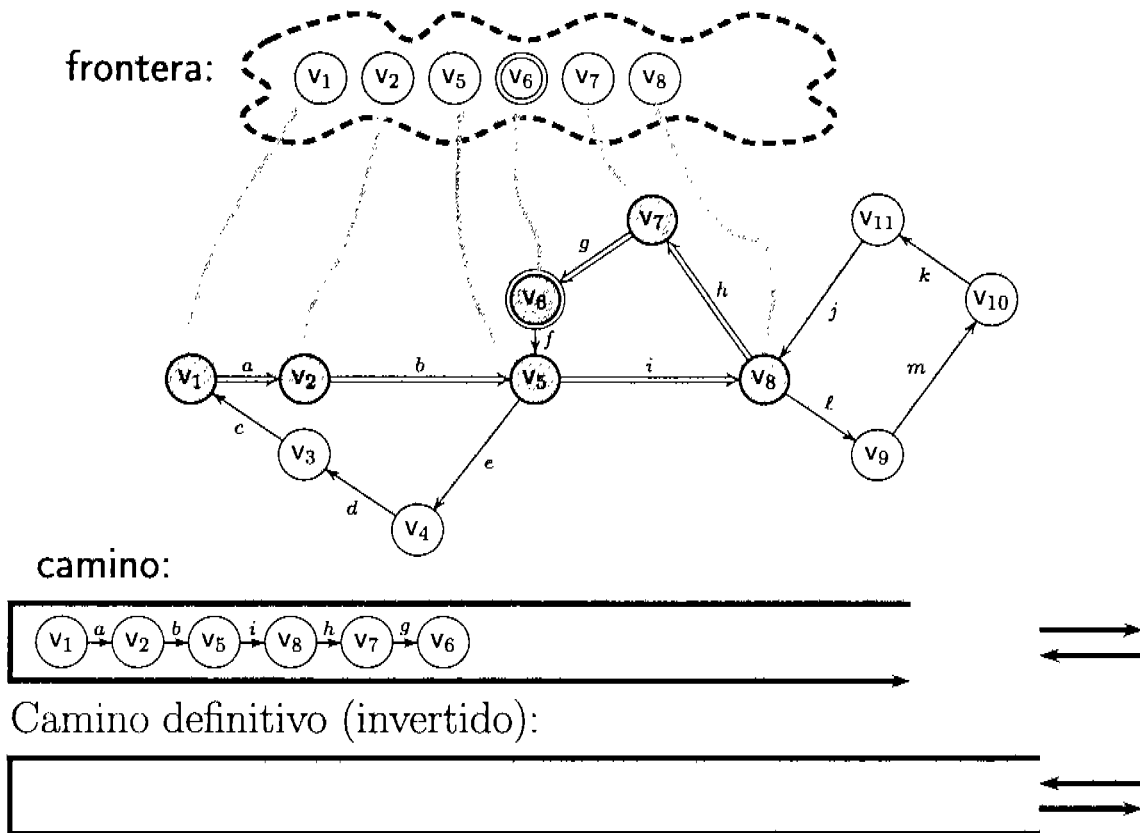 frontera:
v1 v2 v5 v6 v7 v8
v7 v11
g k
v6 h j v10
f
a b i m
v1 v2 v5 v8
ℓ
c v3 e v9
d
v4
camino:
v1 a v2 b v5 i v8 h v7 g v6
Camino definitivo (invertido):